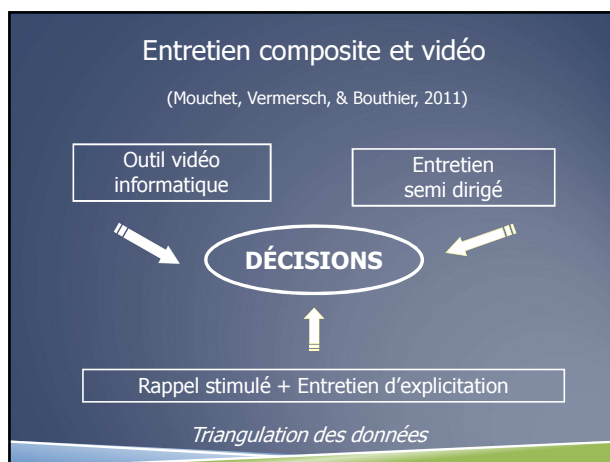 Entretien composite et vidéo
(Mouchet, Vermersch, & Bouthier, 2011)
Outil vidéo
informatique
Entretien
semi dirigé
DÉCISIONS
Rappel stimulé + Entretien d'explicitation
Triangulation des données